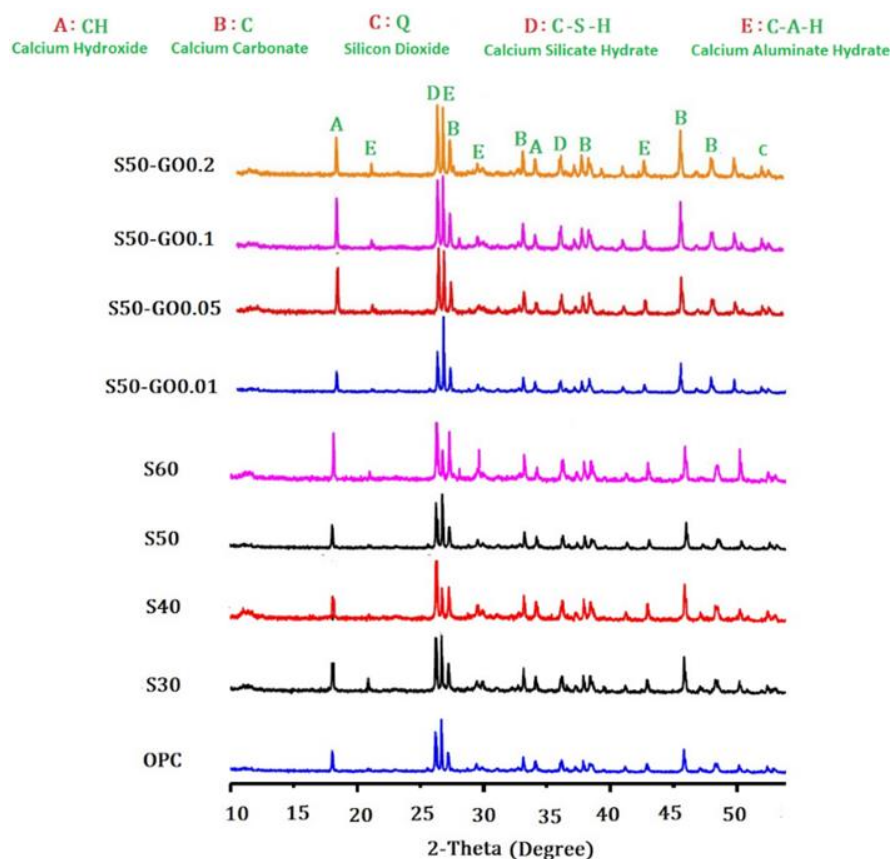 A: CH B: C C: Q D: C-S-H E: C-A-H
Calcium Hydroxide Calcium Carbonate Silicon Dioxide Calcium Silicate Hydrate Calcium Aluminate Hydrate
D E
A B B B
E E A D B E B c
S50-GO0.2
S50-GO0.1
S50-GO0.05
S50-GO0.01
S60
S50
S40
S30
OPC
10 15 20 25 30 35 40 45 50
2-Theta (Degree)